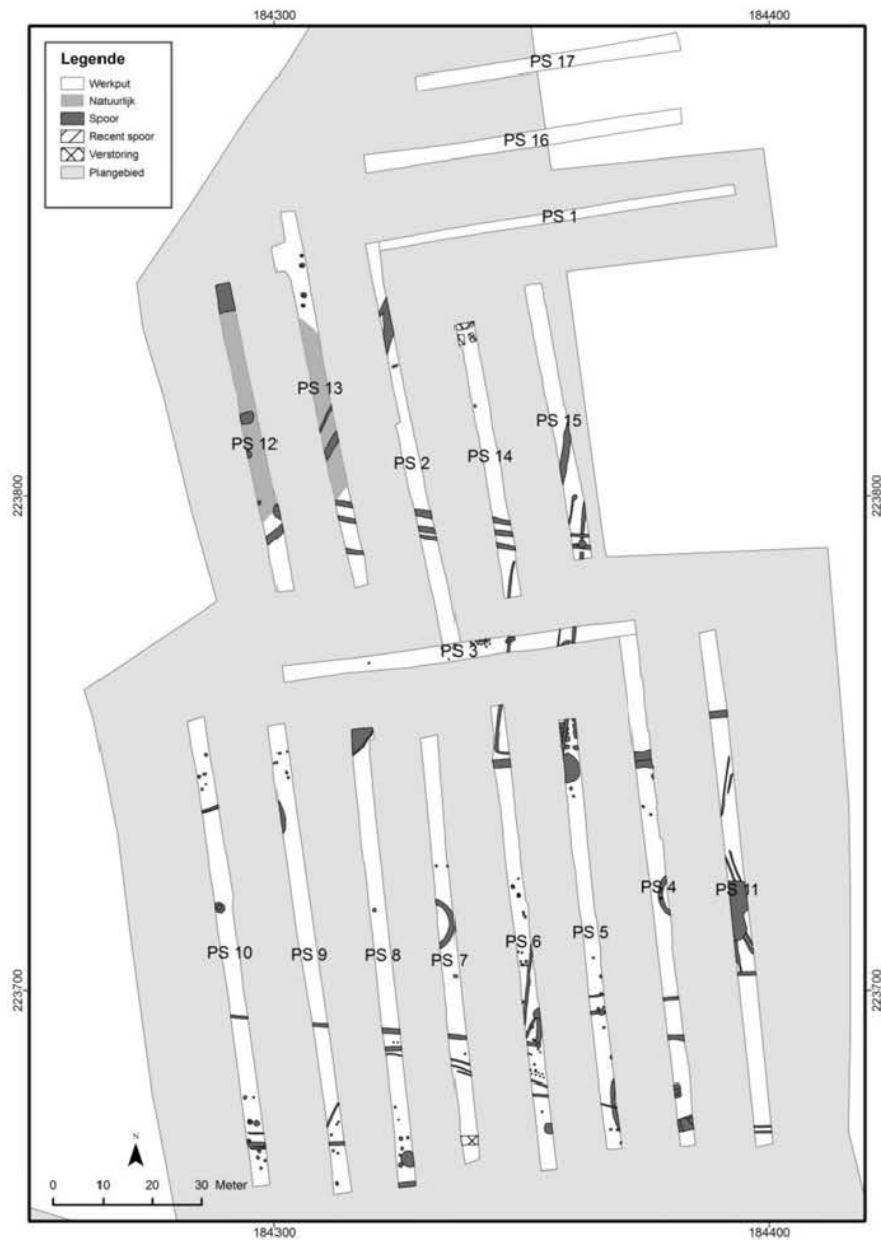 184300
184400
Legende
Werkput
Natuurlijk
Spoor
Recent spoor
Verstoring
Plangebied
PS 17
PS 16
PS 1
PS 13
PS 15
PS 12
PS 2
PS 14
223800
223800
PS 3
PS 4
PS 11
PS 5
PS 6
PS 10
PS 9
PS 8
PS 7
223700
223700
N
0 10 20 30 Meter
184300
184400